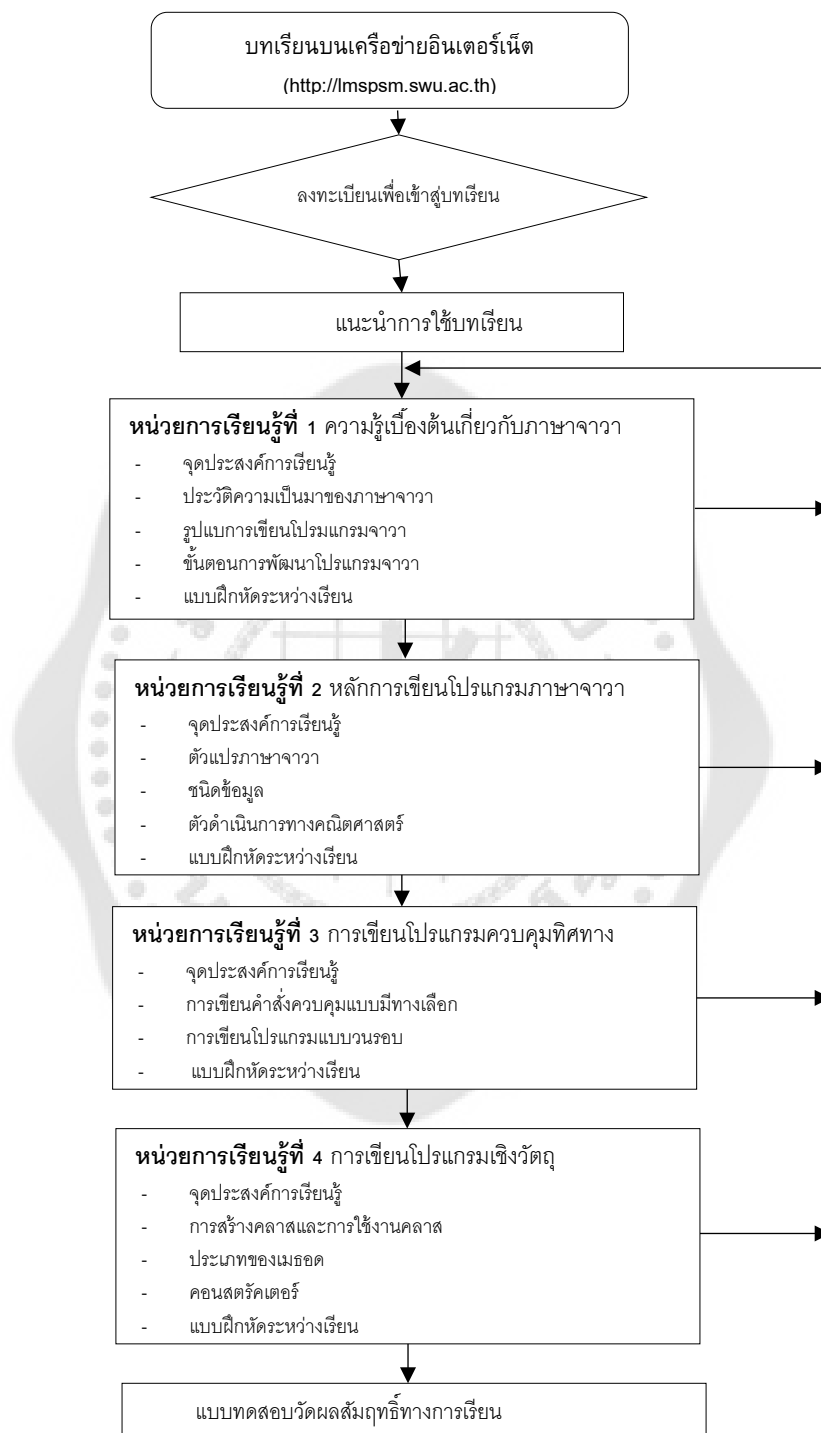 บทเรียนบนเครือข่ายอินเตอร์เน็ต
(http://lmspsm.swu.ac.th)
ลงทะเบียนเพื่อเข้าสู่บทเรียน
แนะนำการใช้บทเรียน
หน่วยการเรียนรู้ที่ 1 ความรู้เบื้องต้นเกี่ยวกับภาษาจาวา
- จุดประสงค์การเรียนรู้
- ประวัติความเป็นมาของภาษาจาวา
- รูปแบการเขียนโปรมแกรมจาวา
- ขั้นตอนการพัฒนาโปรแกรมจาวา
- แบบฝึกหัดระหว่างเรียน
หน่วยการเรียนรู้ที่ 2 หลักการเขียนโปรแกรมภาษาจาวา
- จุดประสงค์การเรียนรู้
- ตัวแปรภาษาจาวา
- ชนิดข้อมูล
- ตัวดำเนินการทางคณิตศาสตร์
- แบบฝึกหัดระหว่างเรียน
หน่วยการเรียนรู้ที่ 3 การเขียนโปรแกรมควบคุมทิศทาง
- จุดประสงค์การเรียนรู้
- การเขียนคำสั่งควบคุมแบบมีทางเลือก
- การเขียนโปรแกรมแบบวนรอบ
- แบบฝึกหัดระหว่างเรียน
หน่วยการเรียนรู้ที่ 4 การเขียนโปรแกรมเชิงวัตถุ
- จุดประสงค์การเรียนรู้
- การสร้างคลาสและการใช้งานคลาส
- ประเภทของเมธอด
- คอนสตรัคเตอร์
- แบบฝึกหัดระหว่างเรียน
แบบทดสอบวัดผลสัมฤทธิ์ทางการเรียน